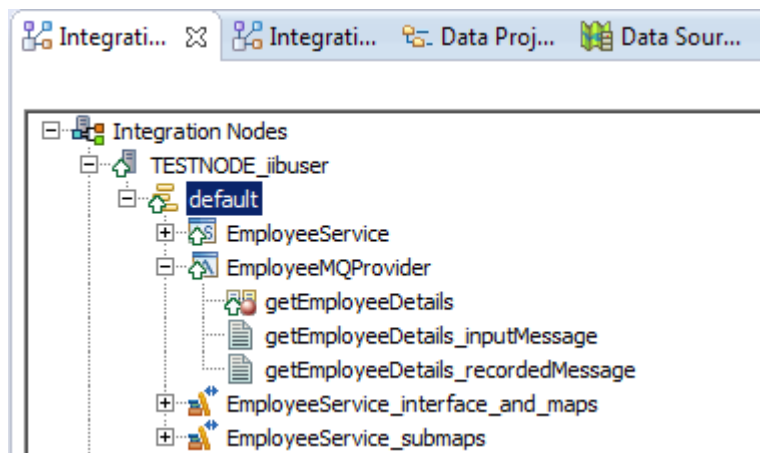 Integrati... Integrati... Data Proj... Data Sour...
Integration Nodes
TESTNODE_iibuser
default
EmployeeService
EmployeeMQProvider
getEmployeeDetails
getEmployeeDetails_inputMessage
getEmployeeDetails_recordedMessage
EmployeeService_interface_and_maps
EmployeeService_submaps